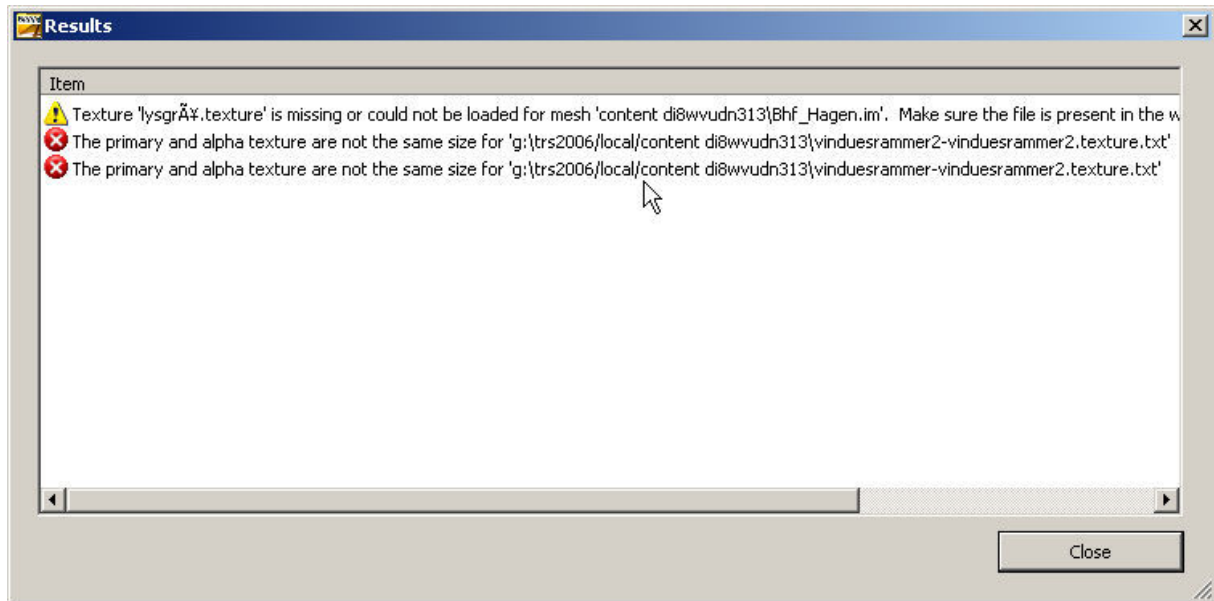 Results
Item
Texture 'lysgrÃ¥.texture' is missing or could not be loaded for mesh 'content di8wvudn313\Bhf_Hagen.im'. Make sure the file is present in the w
The primary and alpha texture are not the same size for 'g:\trs2006/local/content di8wvudn313\vinduesrammer2-vinduesrammer2.texture.txt'
The primary and alpha texture are not the same size for 'g:\trs2006/local/content di8wvudn313\vinduesrammer-vinduesrammer2.texture.txt'
Close